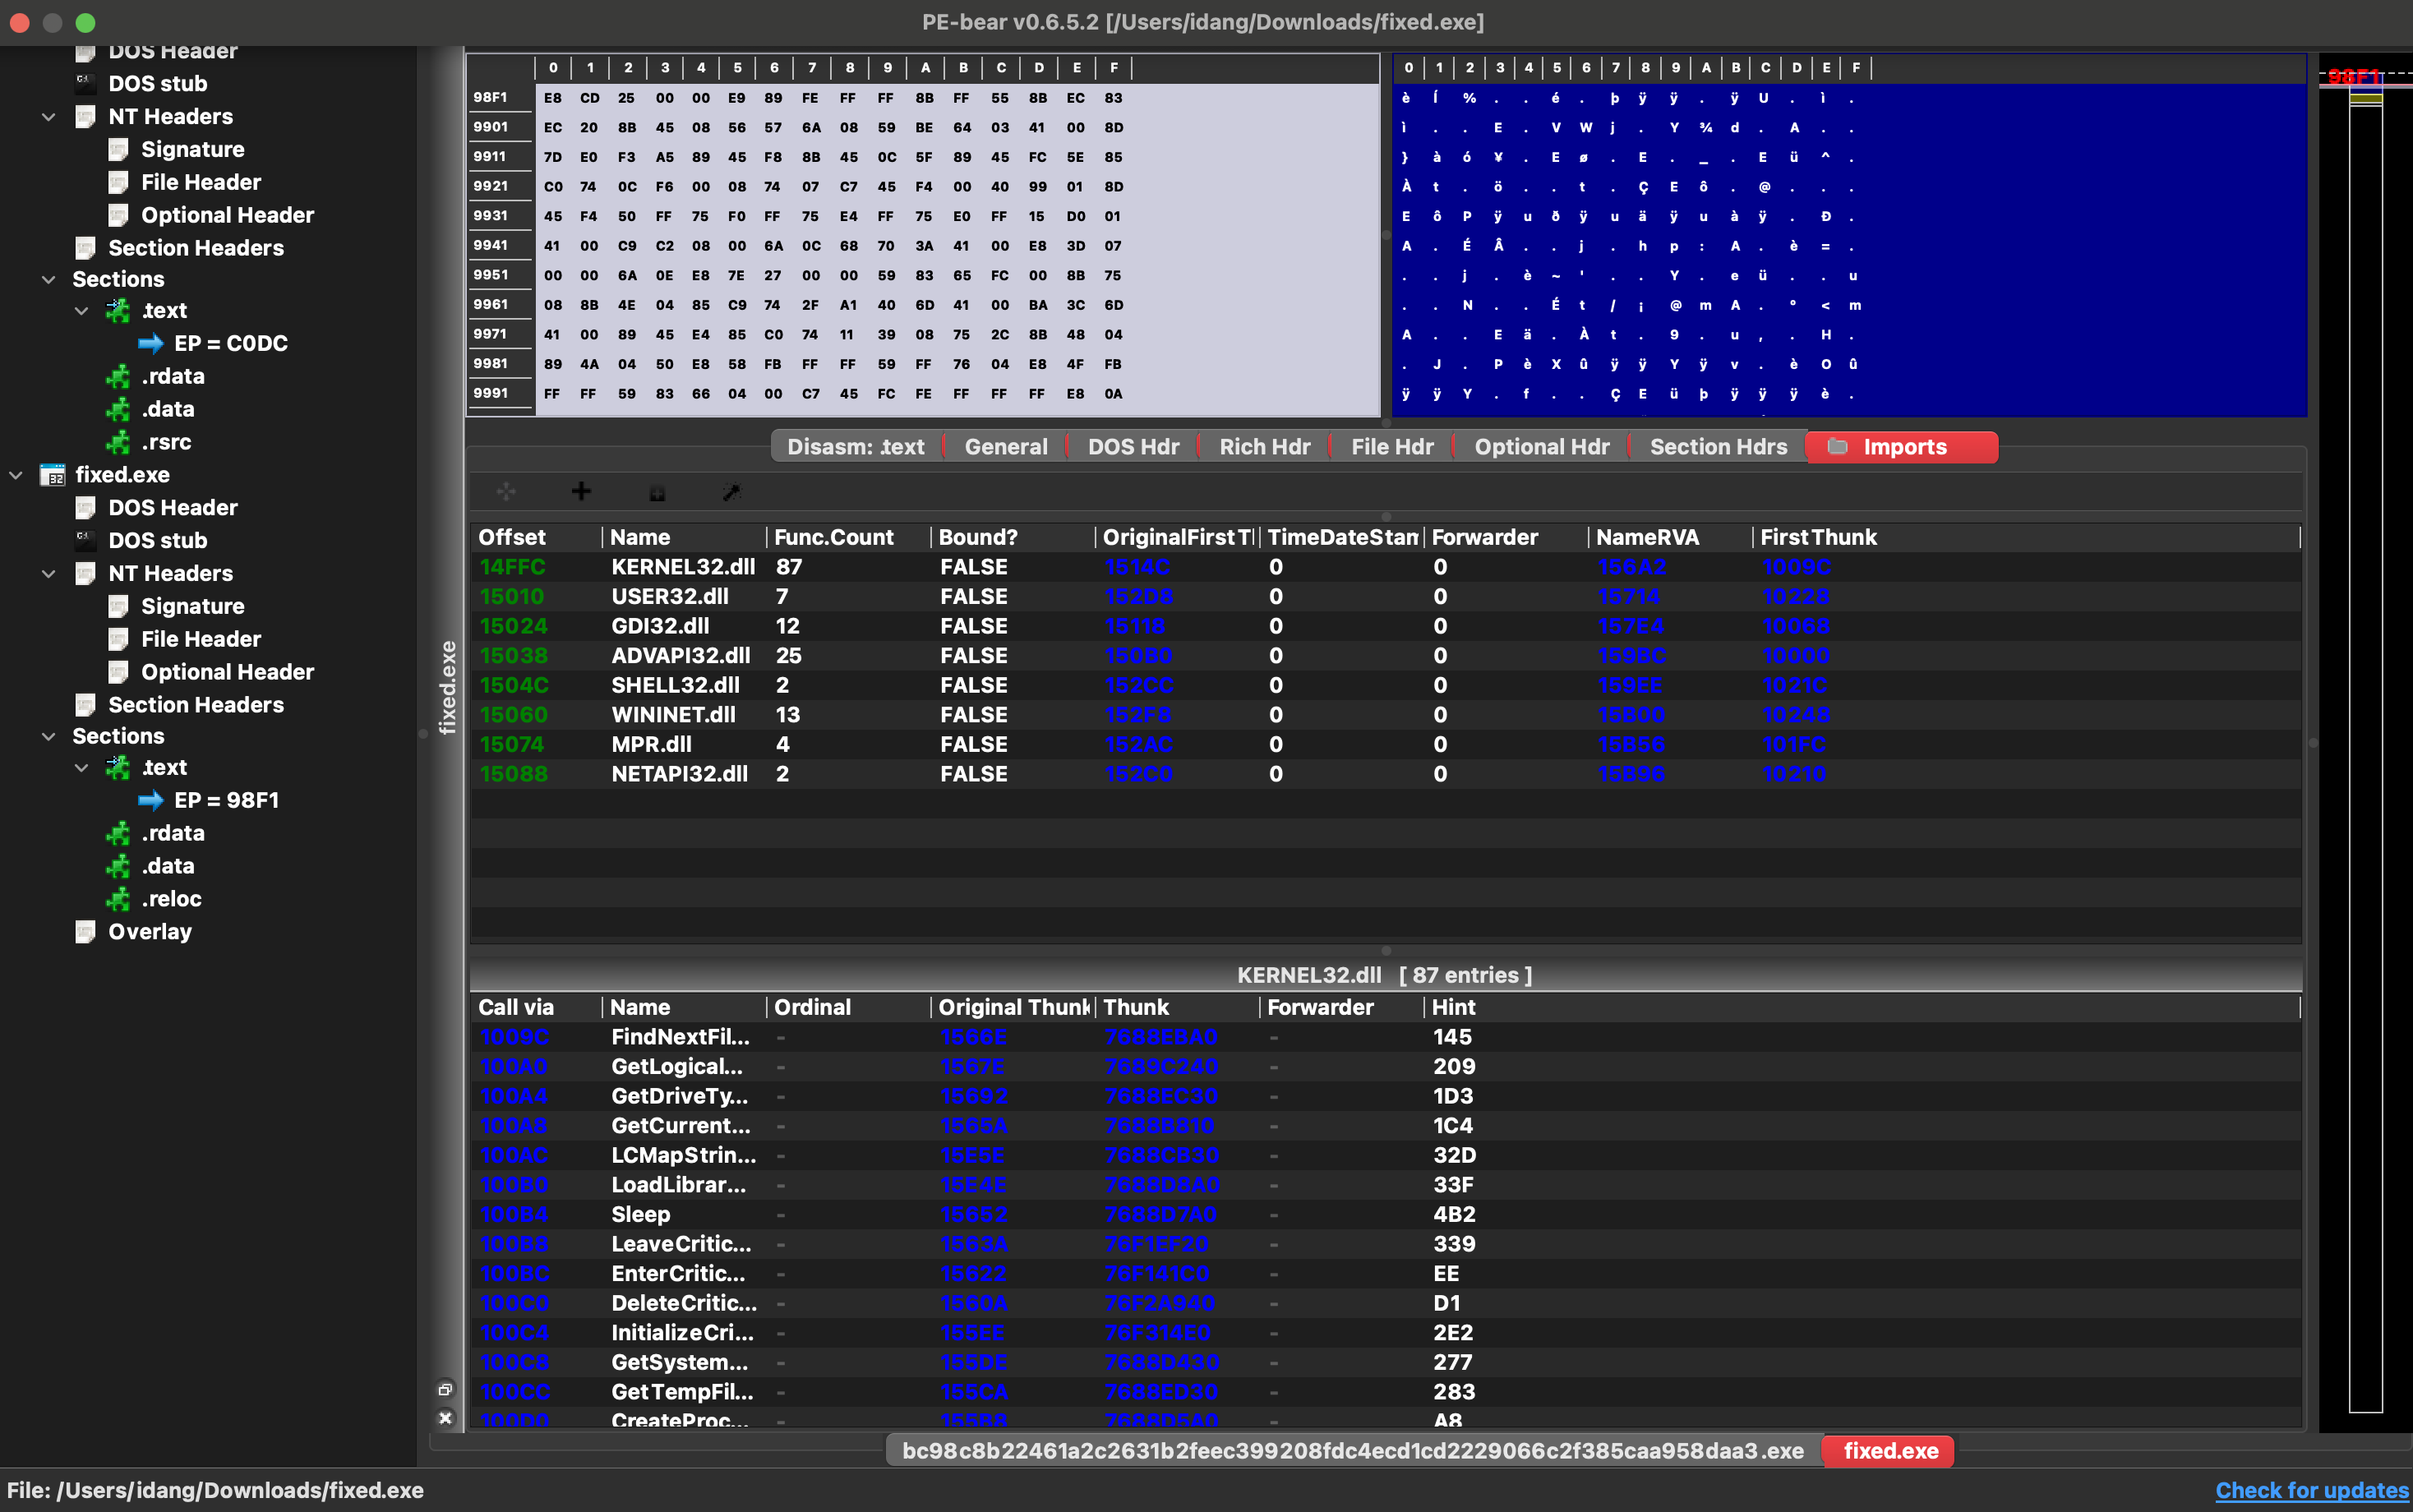 PE-bear v0.6.5.2 [/Users/idang/Downloads/fixed.exe]
DOS Header
DOS stub
NT Headers
Signature
File Header
Optional Header
Section Headers
Sections
.text
EP = C0DC
.rdata
.data
.rsrc
fixed.exe
DOS Header
DOS stub
NT Headers
Signature
File Header
Optional Header
Section Headers
Sections
.text
EP = 98F1
.rdata
.data
.reloc
Overlay
fixed.exe
0 1 2 3 4 5 6 7 8 9 A B C D E F
98F1 E8 CD 25 00 00 E9 89 FE FF FF 8B FF 55 8B EC 83
9901 EC 20 8B 45 08 56 57 6A 08 59 BE 64 03 41 00 8D
9911 7D E0 F3 A5 89 45 F8 8B 45 0C 5F 89 45 FC 5E 85
9921 C0 74 0C F6 00 08 74 07 C7 45 F4 00 40 99 01 8D
9931 45 F4 50 FF 75 F0 FF 75 E4 FF 75 E0 FF 15 D0 01
9941 41 00 C9 C2 08 00 6A 0C 68 70 3A 41 00 E8 3D 07
9951 00 00 6A 0E E8 7E 27 00 00 59 83 65 FC 00 8B 75
9961 08 8B 4E 04 85 C9 74 2F A1 40 6D 41 00 BA 3C 6D
9971 41 00 89 45 E4 85 C0 74 11 39 08 75 2C 8B 48 04
9981 89 4A 04 50 E8 58 FB FF FF 59 FF 76 04 E8 4F FB
9991 FF FF 59 83 66 04 00 C7 45 FC FE FF FF FF E8 0A
0 1 2 3 4 5 6 7 8 9 A B C D E F
è Í % . . é . þ ÿ ÿ . ÿ U . ì .
ì . . E . V W j . Y ¾ d . A . .
} à ó ¥ . E ø . E . _ . E ü ^ .
À t . ö . . t . Ç E ô . @ . . .
E ô P ÿ u ð ÿ u ä ÿ u à ÿ . Ð .
A . É Â . . j . h p : A . è = .
. . j . è ~ ' . . Y . e ü . . u
. . N . . É t / ¡ @ m A . º < m
A . . E ä . À t . 9 . u , . H .
. J . P è X û ÿ ÿ Y ÿ v . è O û
ÿ ÿ Y . f . . Ç E ü þ ÿ ÿ ÿ è .
98F1
Disasm: .text General DOS Hdr Rich Hdr File Hdr Optional Hdr Section Hdrs Imports
Offset Name Func.Count Bound? OriginalFirstT TimeDateStam Forwarder NameRVA FirstThunk
14FFC KERNEL32.dll 87 FALSE 1514C 0 0 156A2 1009C
15010 USER32.dll 7 FALSE 152D8 0 0 15714 10228
15024 GDI32.dll 12 FALSE 15118 0 0 157E4 10068
15038 ADVAPI32.dll 25 FALSE 150B0 0 0 159BC 10000
1504C SHELL32.dll 2 FALSE 152CC 0 0 159EE 1021C
15060 WININET.dll 13 FALSE 152F8 0 0 15B00 10248
15074 MPR.dll 4 FALSE 152AC 0 0 15B56 101FC
15088 NETAPI32.dll 2 FALSE 152C0 0 0 15B96 10210
KERNEL32.dll [ 87 entries ]
Call via Name Ordinal Original Thunk Thunk Forwarder Hint
1009C FindNextFil... - 1566E 7688EBA0 - 145
100A0 GetLogical... - 1567E 7689C240 - 209
100A4 GetDriveTy... - 15692 7688EC30 - 1D3
100A8 GetCurrent... - 1565A 7688B810 - 1C4
100AC LCMapStrin... - 15E5E 7688CB30 - 32D
100B0 LoadLibrar... - 15E4E 7688D8A0 - 33F
100B4 Sleep - 15652 7688D7A0 - 4B2
100B8 LeaveCritic... - 1563A 76F1EF20 - 339
100BC EnterCritic... - 15622 76F141C0 - EE
100C0 DeleteCritic... - 1560A 76F2A940 - D1
100C4 InitializeCri... - 155EE 76F314E0 - 2E2
100C8 GetSystem... - 155DE 7688D430 - 277
100CC GetTempFil... - 155CA 7688ED30 - 283
100D0 CreateProc... - 155B8 7688D5A0 - A8
bc98c8b22461a2c2631b2feec399208fdc4ecd1cd2229066c2f385caa958daa3.exe fixed.exe
File: /Users/idang/Downloads/fixed.exe
Check for updates